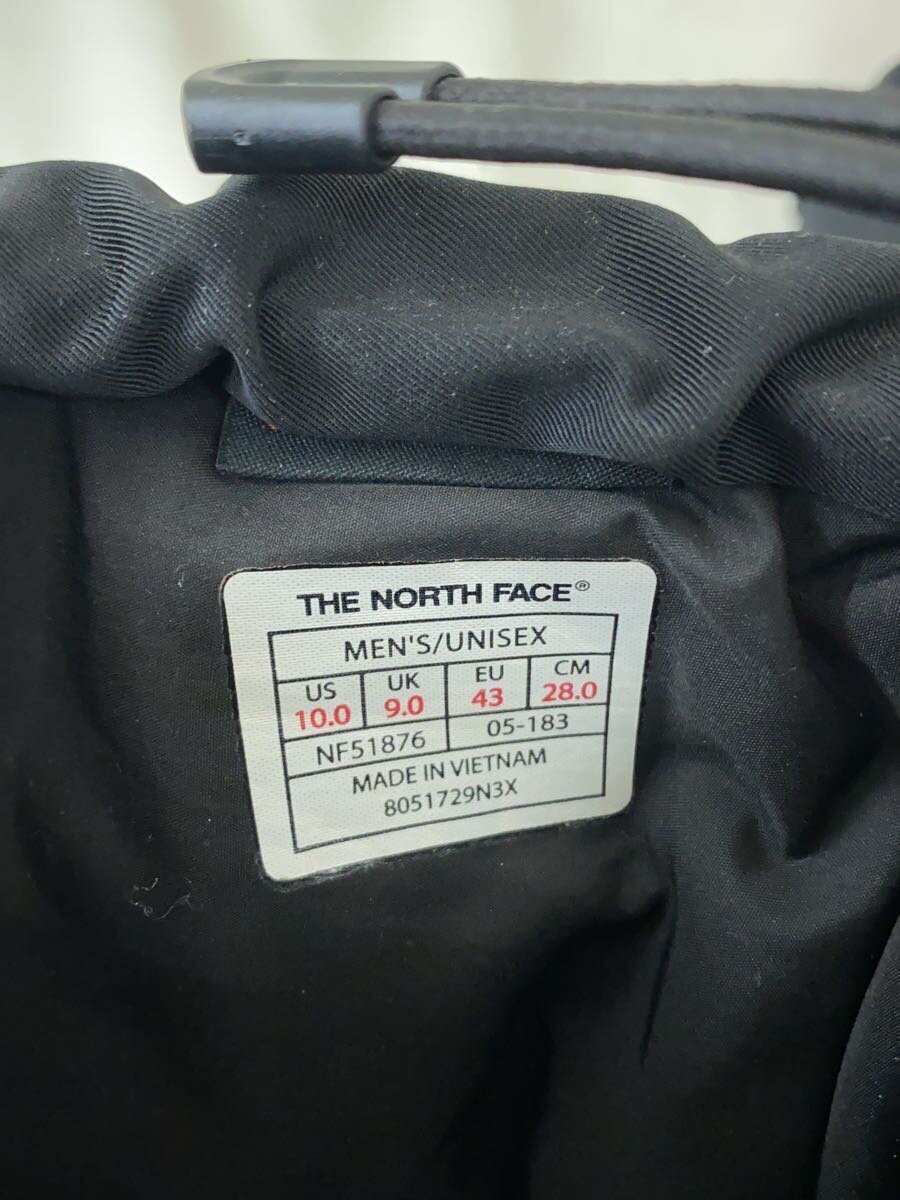 THE NORTH FACE®
MEN'S/UNISEX
US UK EU CM
10.0 9.0 43 28.0
NF51876 05-183
MADE IN VIETNAM
8051729N3X